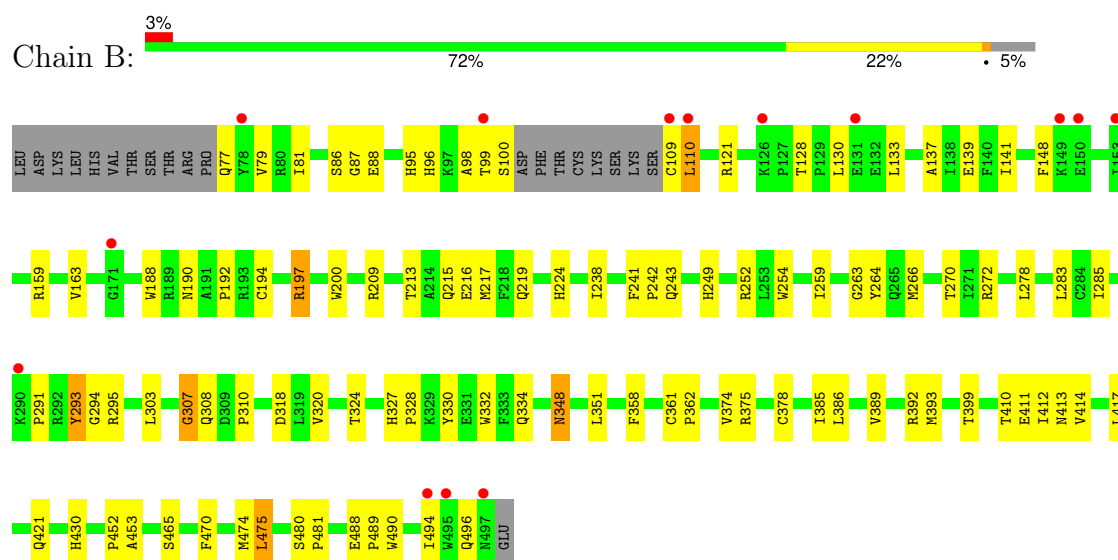 3%
Chain B:
72% 22% • 5%
LEU ASP LYS LEU HIS VAL THR SER THR THR ARG PRO Q77 Y78 V79 R80 I81 S86 G87 E88 H95 H96 K97 A98 T99 S100 ASP PHE THR CYS LYS SER LYS SER C109 L110 R121 K126 P127 T128 P129 L130 E131 E132 L133 A137 I138 E139 F140 I141 F148 K149 E150 I153
R159 V163 G171 W188 R189 N190 A191 P192 R193 C194 R197 W200 R209 T213 A214 Q215 E216 M217 F218 Q219 H224 I238 F241 P242 Q243 H249 R252 L253 W254 I259 G263 Y264 Q265 M266 T270 I271 R272 L278 L283 C284 I285
K290 P291 R292 Y293 G294 R295 L303 G307 Q308 D309 P310 D318 L319 V320 T324 H327 P328 K329 Y330 E331 W332 F333 Q334 N348 L351 F358 C361 P362 V374 R375 C378 I385 L386 V389 R392 M393 T399 T410 E411 I412 N413 V414 L417
Q421 H430 P452 A453 S465 F470 M474 L475 S480 P481 E488 P489 W490 I494 W495 Q496 N497 GLU